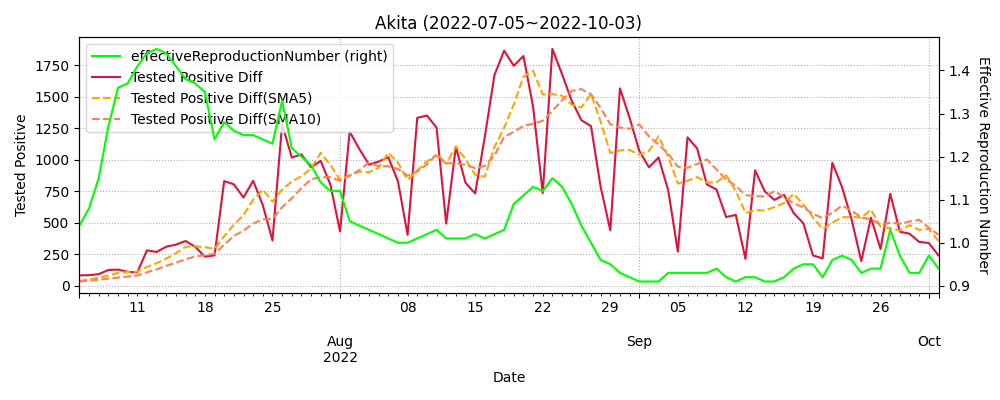 Akita (2022-07-05~2022-10-03)
effectiveReproductionNumber (right)
Tested Positive Diff
Tested Positive Diff(SMA5)
Tested Positive Diff(SMA10)
Tested Positive
1750
1500
1250
1000
750
500
250
0
Effective Reproduction Number
1.4
1.3
1.2
1.1
1.0
0.9
11 18 25 08 15 22 29 05 12 19 26
Aug Sep Oct
2022
Date